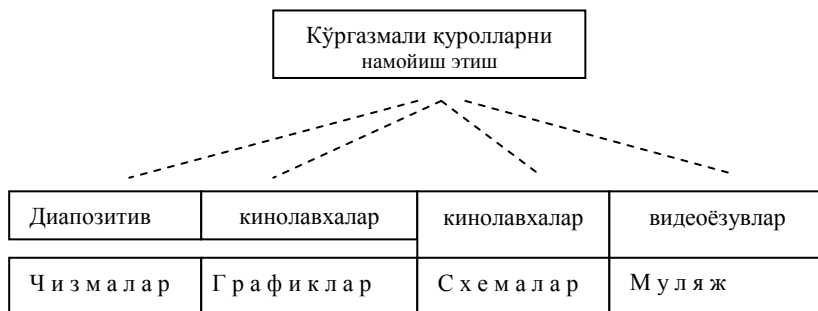 Кўргазмали қуролларни
намойиш этиш
Диапозитив кинолавхалар кинолавхалар видеоёзувлар
Ч и з м а л а р Г р а ф и к л а р С х е м а л а р М у л я ж